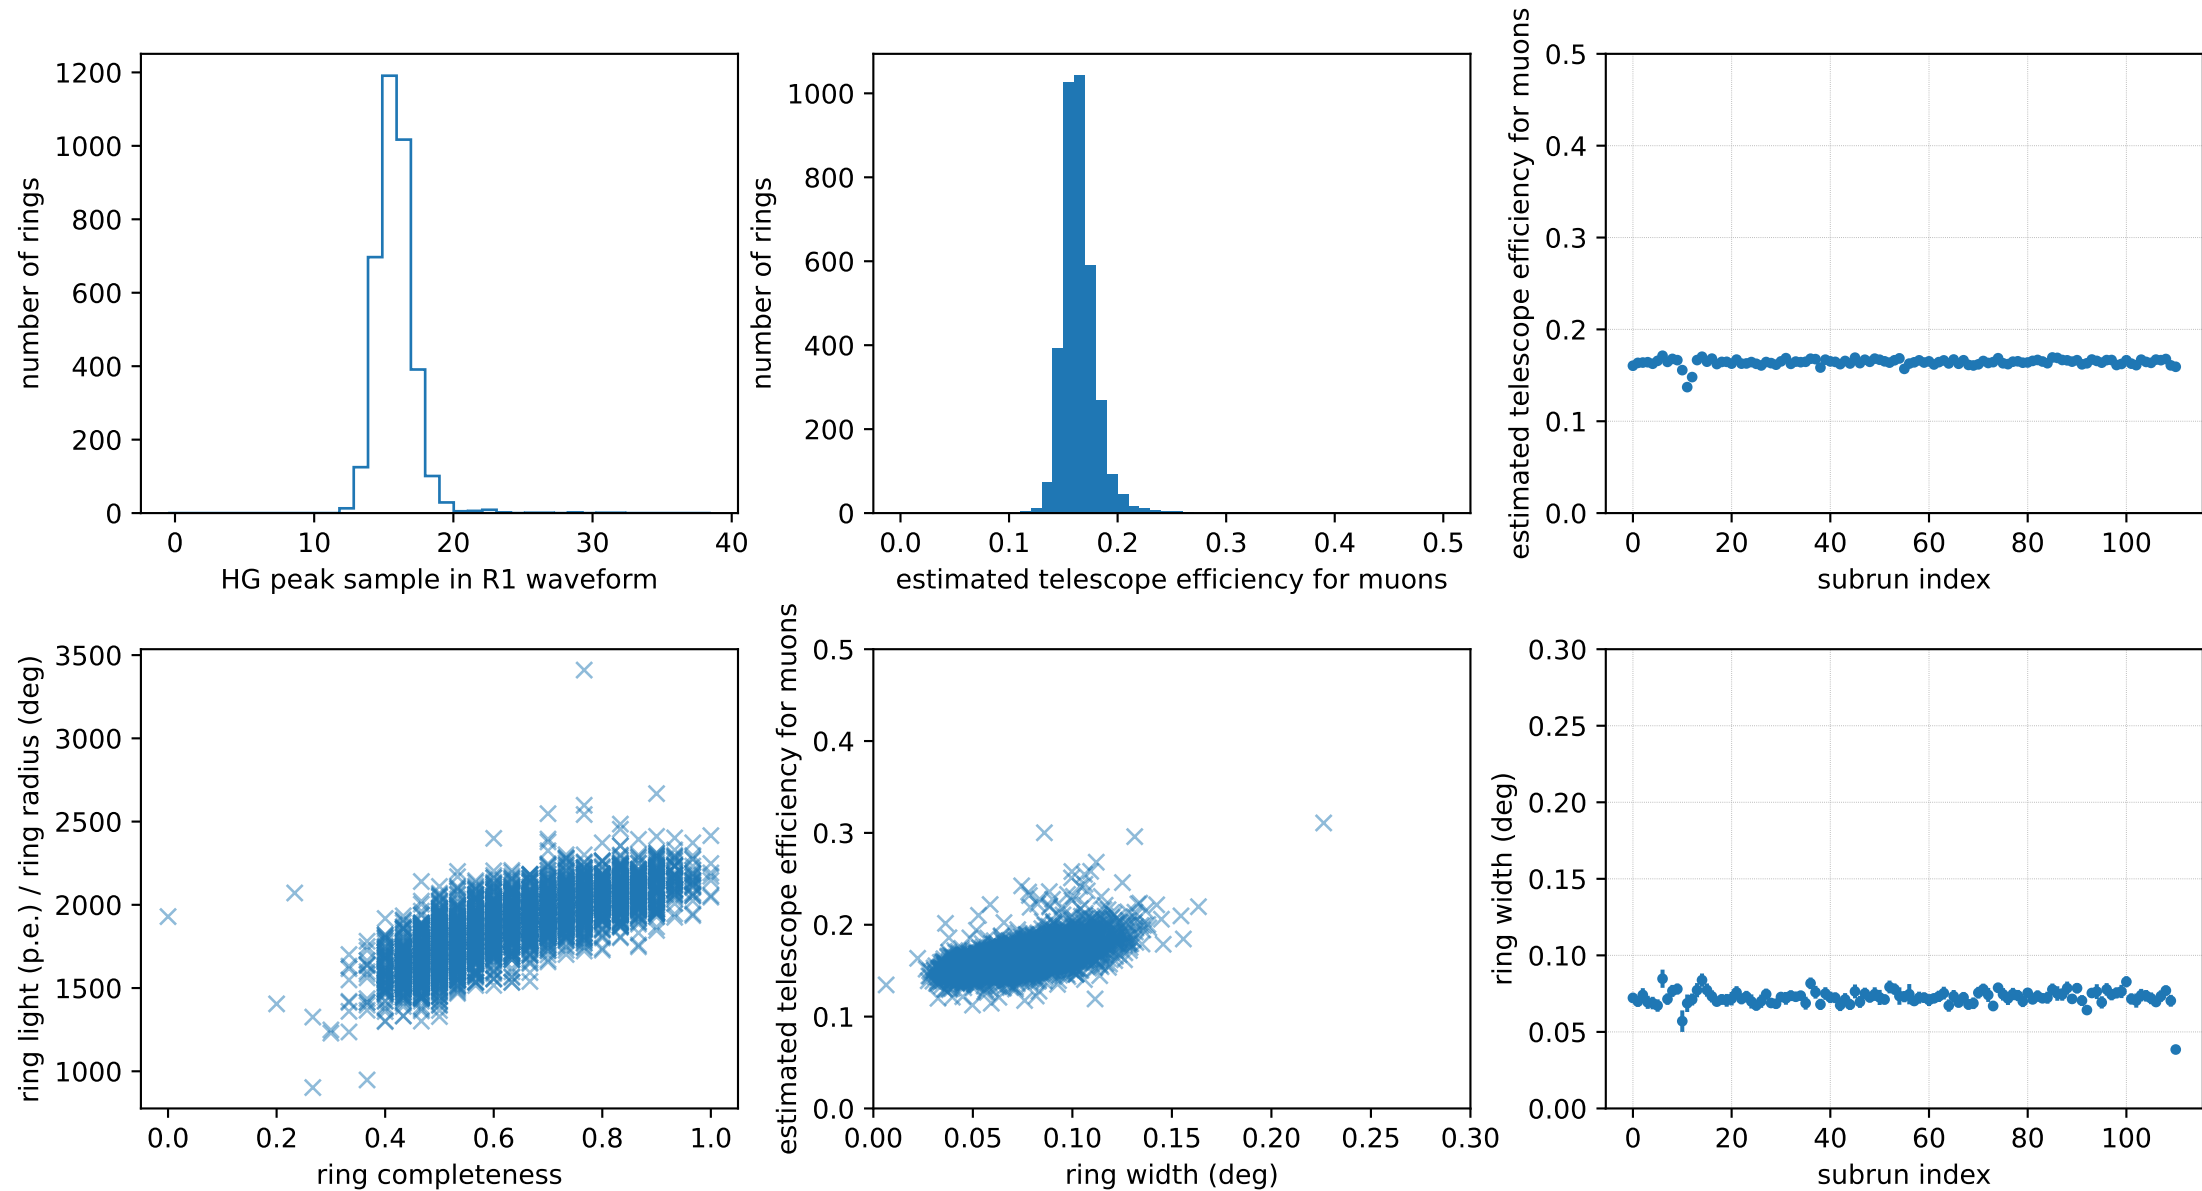 number of rings
1200
1000
800
600
400
200
0
0 10 20 30 40
HG peak sample in R1 waveform
number of rings
1000
800
600
400
200
0
0.0 0.1 0.2 0.3 0.4 0.5
estimated telescope efficiency for muons
estimated telescope efficiency for muons
0.5
0.4
0.3
0.2
0.1
0.0
0 20 40 60 80 100
subrun index
ring light (p.e.) / ring radius (deg)
3500
3000
2500
2000
1500
1000
0.0 0.2 0.4 0.6 0.8 1.0
ring completeness
estimated telescope efficiency for muons
0.5
0.4
0.3
0.2
0.1
0.0
0.00 0.05 0.10 0.15 0.20 0.25 0.30
ring width (deg)
ring width (deg)
0.30
0.25
0.20
0.15
0.10
0.05
0.00
0 20 40 60 80 100
subrun index